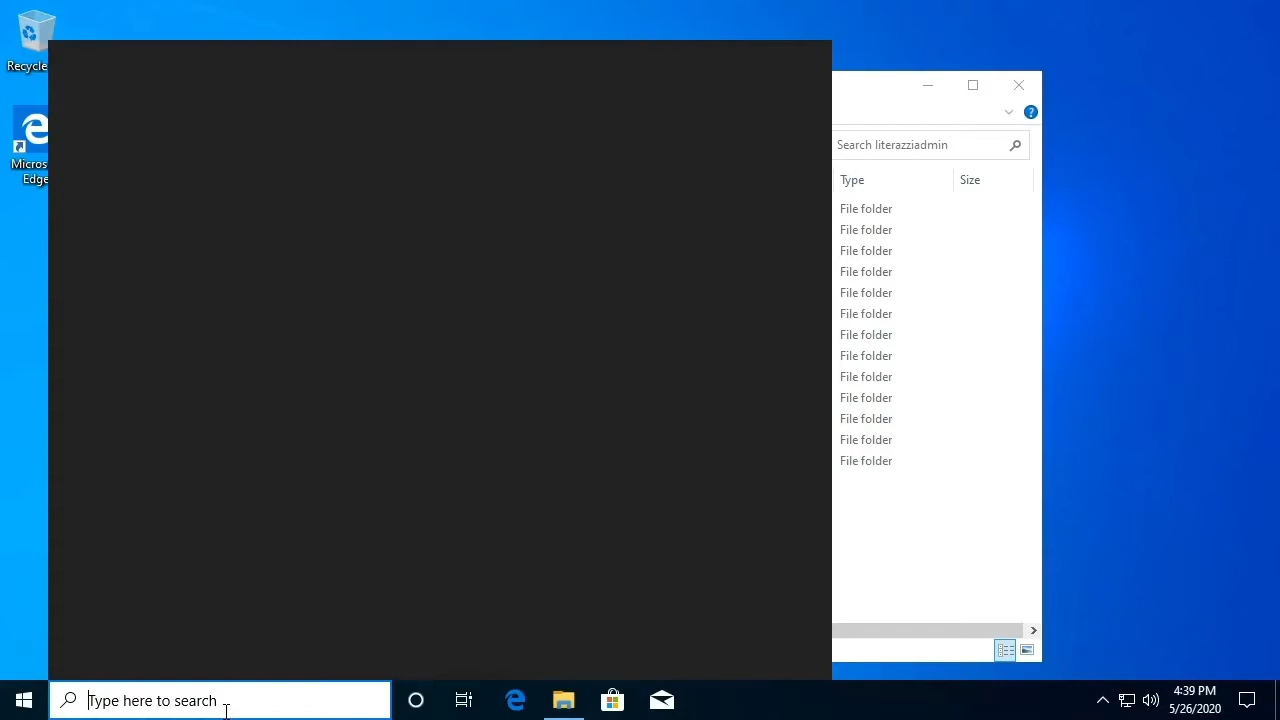 Recycle
Micros
Edge
?
Search literazziadmin
Type Size
File folder
File folder
File folder
File folder
File folder
File folder
File folder
File folder
File folder
File folder
File folder
File folder
File folder
Type here to search
4:39 PM
5/26/2020